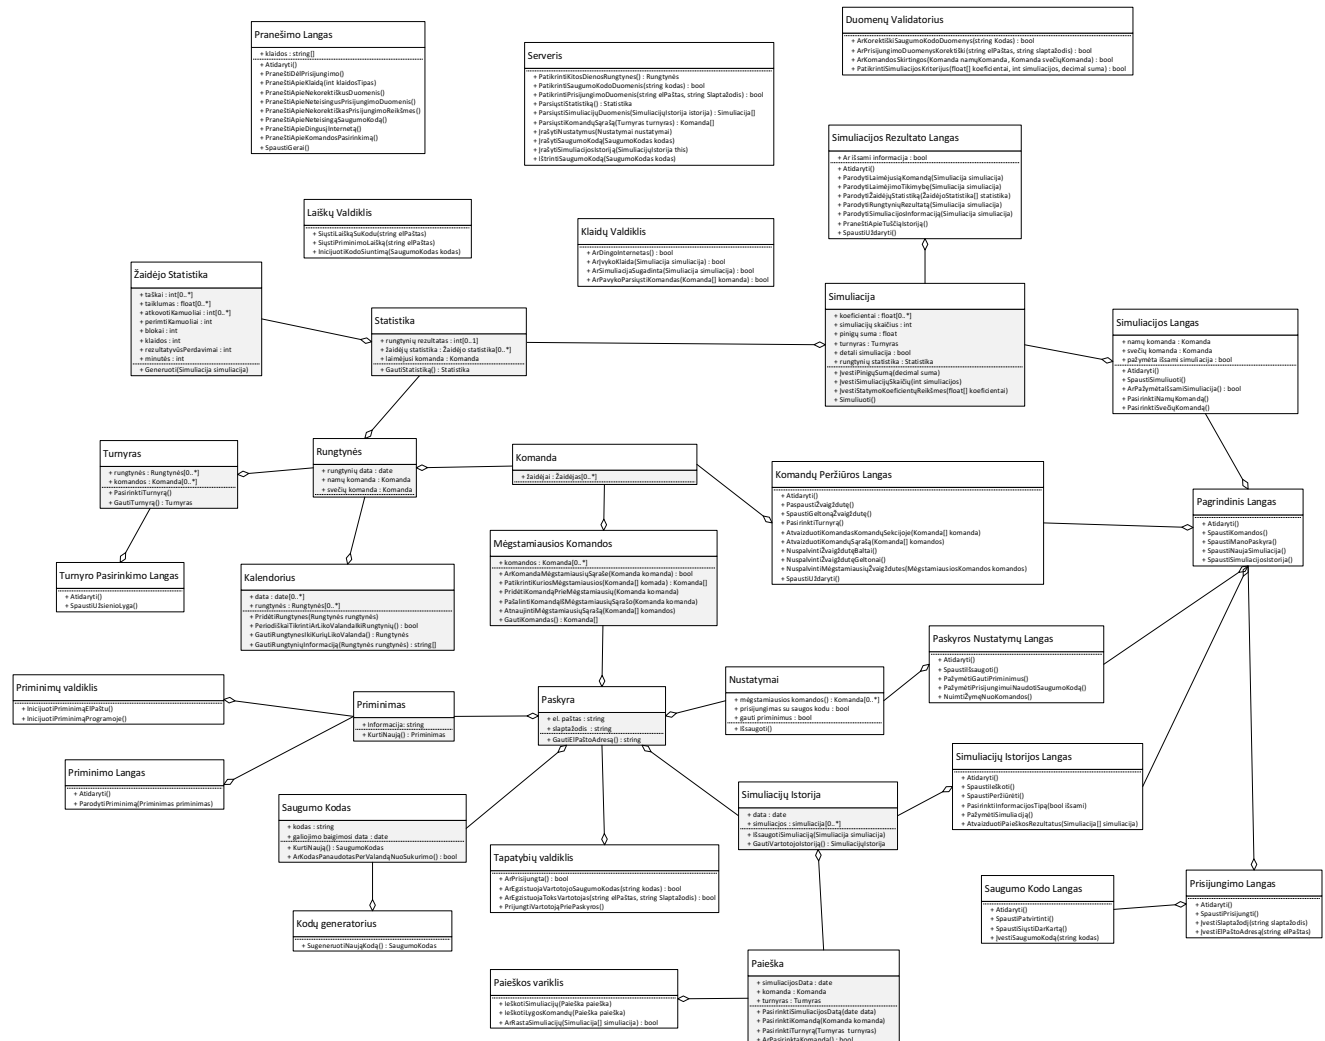 Pranešimo Langas
+ klaidos : string[]
+ Atidaryti()
+ PraneštiDėlPrisijungimo()
+ PraneštiApieKlaidą(int klaidosTipas)
+ PraneštiApieNekorektiškusDuomenis()
+ PraneštiApieNeteisingusPrisijungimoDuomenis()
+ PraneštiApieNekorektiškasPrisijungimoReikšmes()
+ PraneštiApieNeteisingąSaugumoKodą()
+ PraneštiApieDingusįInternetą()
+ PraneštiApieKomandosPasirinkimą()
+ SpaustiGerai()
Serveris
+ PatikrintiKitosDienosRungtynes() : Rungtynės
+ PatikrintiSaugumoKodoDuomenis(string kodas) : bool
+ PatikrintiPrisijungimoDuomenis(string elPaštas, string Slaptažodis) : bool
+ ParsiųstiStatistiką() : Statistika
+ ParsiųstiSimuliacijųDuomenis(SimuliacijųIstorija istorija) : Simuliacija[]
+ ParsiųstiKomandųSąrašą(Turnyras turnyras) : Komanda[]
+ ĮrašytiNustatymus(Nustatymai nustatymai)
+ ĮrašytiSaugumoKodą(SaugumoKodas kodas)
+ ĮrašytiSimuliacijosIstoriją(SimuliacijųIstorija this)
+ IštrintiSaugumoKodą(SaugumoKodas kodas)
Duomenų Validatorius
+ ArKorektiškiSaugumoKodoDuomenys(string Kodas) : bool
+ ArPrisijungimoDuomenysKorektiški(string elPaštas, string slaptažodis) : bool
+ ArKomandosSkirtingos(Komanda namųKomanda, Komanda svečiųKomanda) : bool
+ PatikrintiSimuliacijosKriterijus(float[] koeficientai, int simuliacijos, decimal suma) : bool
Simuliacijos Rezultato Langas
+ Ar išsami informacija : bool
+ Atidaryti()
+ ParodytiLaimėjusiąKomandą(Simuliacija simuliacija)
+ ParodytiLaimėjimoTikimybę(Simuliacija simuliacija)
+ ParodytiŽaidėjųStatistiką(ŽaidėjoStatistika[] statistika)
+ ParodytiRungtyniųRezultatą(Simuliacija simuliacija)
+ ParodytiSimuliacijosInformaciją(Simuliacija simuliacija)
+ PraneštiApieTuščiąIstoriją()
+ SpaustiUždaryti()
Laiškų Valdiklis
+ SiųstiLaiškąSuKodu(string elPaštas)
+ SiųstiPriminimoLaišką(string elPaštas)
+ InicijuotiKodoSiuntimą(SaugumoKodas kodas)
Klaidų Valdiklis
+ ArDingoInternetas() : bool
+ ArĮvykoKlaida(Simuliacija simuliacija) : bool
+ ArSimuliacijaSugadinta(Simuliacija simuliacija) : bool
+ ArPavykoParsiųstiKomandas(Komanda[] komanda) : bool
Žaidėjo Statistika
+ taškai : int[0..*]
+ taiklumas : float[0..*]
+ atkovotiKamuoliai : int[0..*]
+ perimtiKamuoliai : int
+ blokai : int
+ klaidos : int
+ rezultatyvūsPerdavimai : int
+ minutės : int
+ Generuoti(Simuliacija simuliacija)
Statistika
+ rungtynių rezultatas : int[0..1]
+ žaidėjų statistika : Žaidėjo statistika[0..*]
+ laimėjusi komanda : Komanda
+ GautiStatistiką() : Statistika
Simuliacija
+ koeficientai : float[0..*]
+ simuliacijų skaičius : int
+ pinigų suma : float
+ turnyras : Turnyras
+ detali simuliacija : bool
+ rungtynių statistika : Statistika
+ ĮvestiPinigųSumą(decimal suma)
+ ĮvestiSimuliacijųSkaičių(int simuliacijos)
+ ĮvestiStatymoKoeficientųReikšmes(float[] koeficientai)
+ Simuliuoti()
Simuliacijos Langas
+ namų komanda : Komanda
+ svečių komanda : Komanda
+ pažymėta išsami simuliacija : bool
+ Atidaryti()
+ SpaustiSimuliuoti()
+ ArPažymėtaIšsamiSimuliacija() : bool
+ PasirinktiNamųKomandą()
+ PasirinktiSvečiųKomandą()
Turnyras
+ rungtynės : Rungtynės[0..*]
+ komandos : Komanda[0..*]
+ PasirinktiTurnyrą()
+ GautiTurnyrą() : Turnyras
Rungtynės
+ rungtynių data : date
+ namų komanda : Komanda
+ svečių komanda : Komanda
Komanda
+ žaidėjai : Žaidėjas[0..*]
Komandų Peržiūros Langas
+ Atidaryti()
+ PaspaustiŽvaigždutę()
+ SpaustiGeltonąŽvaigždutę()
+ PasirinktiTurnyrą()
+ AtvaizduotiKomandasKomandųSekcijoje(Komanda[] komanda)
+ AtvaizduotiKomandųSąrašą(Komanda[] komandos)
+ NuspalvintiŽvaigždutęBaltai()
+ NuspalvintiŽvaigždutęGeltonai()
+ NuspalvintiMėgstamiausiųŽvaigždutes(MėgstamiausiosKomandos komandos)
+ SpaustiUždaryti()
Pagrindinis Langas
+ Atidaryti()
+ SpaustiKomandos()
+ SpaustiManoPaskyra()
+ SpaustiNaujaSimuliacija()
+ SpaustiSimuliacijosIstorija()
Turnyro Pasirinkimo Langas
+ Atidaryti()
+ SpaustiUžsienioLyga()
Kalendorius
+ data : date[0..*]
+ rungtynės : Rungtynės[0..*]
+ PridėtiRungtynes(Rungtynės rungtynės)
+ PeriodiškaiTikrintiArLikoValandaIkiRungtynių() : bool
+ GautiRungtynesIkiKuriųLikoValanda() : Rungtynės
+ GautiRungtyniųInformaciją(Rungtynės rungtynės) : string[]
Mėgstamiausios Komandos
+ komandos : Komanda[0..*]
+ ArKomandaMėgstamiausiųSąraše(Komanda komanda) : bool
+ PatikrintiKuriosMėgstamiausios(Komanda[] komada) : Komanda[]
+ PridėtiKomandąPrieMėgstamiausių(Komanda komanda)
+ PašalintiKomandąIšMėgstamiausiųSąrašo(Komanda komanda)
+ AtnaujintiMėgstamiausiųSąrašą(Komanda[] komandos)
+ GautiKomandas() : Komanda[]
Paskyros Nustatymų Langas
+ Atidaryti()
+ SpaustiIšsaugoti()
+ PažymėtiGautiPriminimus()
+ PažymėtiPrisijungimuiNaudotiSaugumoKodą()
+ NuimtiŽymęNuoKomandos()
Priminimų valdiklis
+ InicijuotiPriminimąElPaštu()
+ InicijuotiPriminimąProgramoje()
Priminimas
+ Informacija: string
+ KurtiNaują() : Priminimas
Paskyra
+ el. paštas : string
+ slaptažodis : string
+ GautiElPaštoAdresą() : string
Nustatymai
+ mėgstamiausios komandos() : Komanda[0..*]
+ prisijungimas su saugos kodu : bool
+ gauti priminimus : bool
+ Išsaugoti()
Priminimo Langas
+ Atidaryti()
+ ParodytiPriminimą(Priminimas priminimas)
Simuliacijų Istorijos Langas
+ Atidaryti()
+ SpaustiIeškoti()
+ SpaustiPeržiūrėti()
+ PasirinktiInformacijosTipą(bool išsami)
+ PažymėtiSimuliaciją()
+ AtvaizduotiPaieškosRezultatus(Simuliacija[] simuliacija)
Saugumo Kodas
+ kodas : string
+ galiojimo baigimosi data : date
+ KurtiNaują() : SaugumoKodas
+ ArKodasPanaudotasPerValandąNuoSukurimo() : bool
Simuliacijų Istorija
+ data : date
+ simuliacjos : simuliacija[0..*]
+ IšsaugotiSimuliaciją(Simuliacija simuliacija)
+ GautiVartotojoIstoriją() : SimuliacijųIstorija
Tapatybių valdiklis
+ ArPrisijungta() : bool
+ ArEgzistuojaVartotojoSaugumoKodas(string kodas) : bool
+ ArEgzistuojaToksVartotojas(string elPaštas, string Slaptažodis) : bool
+ PrijungtiVartotojąPriePaskyros()
Kodų generatorius
+ SugeneruotiNaująKodą() : SaugumoKodas
Saugumo Kodo Langas
+ Atidaryti()
+ SpaustiPatvirtinti()
+ SpaustiSiųstiDarKartą()
+ ĮvestiSaugumoKodą(string kodas)
Prisijungimo Langas
+ Atidaryti()
+ SpaustiPrisijungti()
+ ĮvestiSlaptažodį(string slaptažodis)
+ ĮvestiElPaštoAdresą(string elPaštas)
Paieškos variklis
+ IeškotiSimuliacijų(Paieška paieška)
+ IeškotiLygosKomandų(Paieška paieška)
+ ArRastaSimuliacijų(Simuliacija[] simuliacija) : bool
Paieška
+ simuliacijosData : date
+ komanda : Komanda
+ turnyras : Turnyras
+ PasirinktiSimuliacijosDatą(date data)
+ PasirinktiKomandą(Komanda komanda)
+ PasirinktiTurnyrą(Turnyras turnyras)
+ ArPasirinktaKomanda() : bool